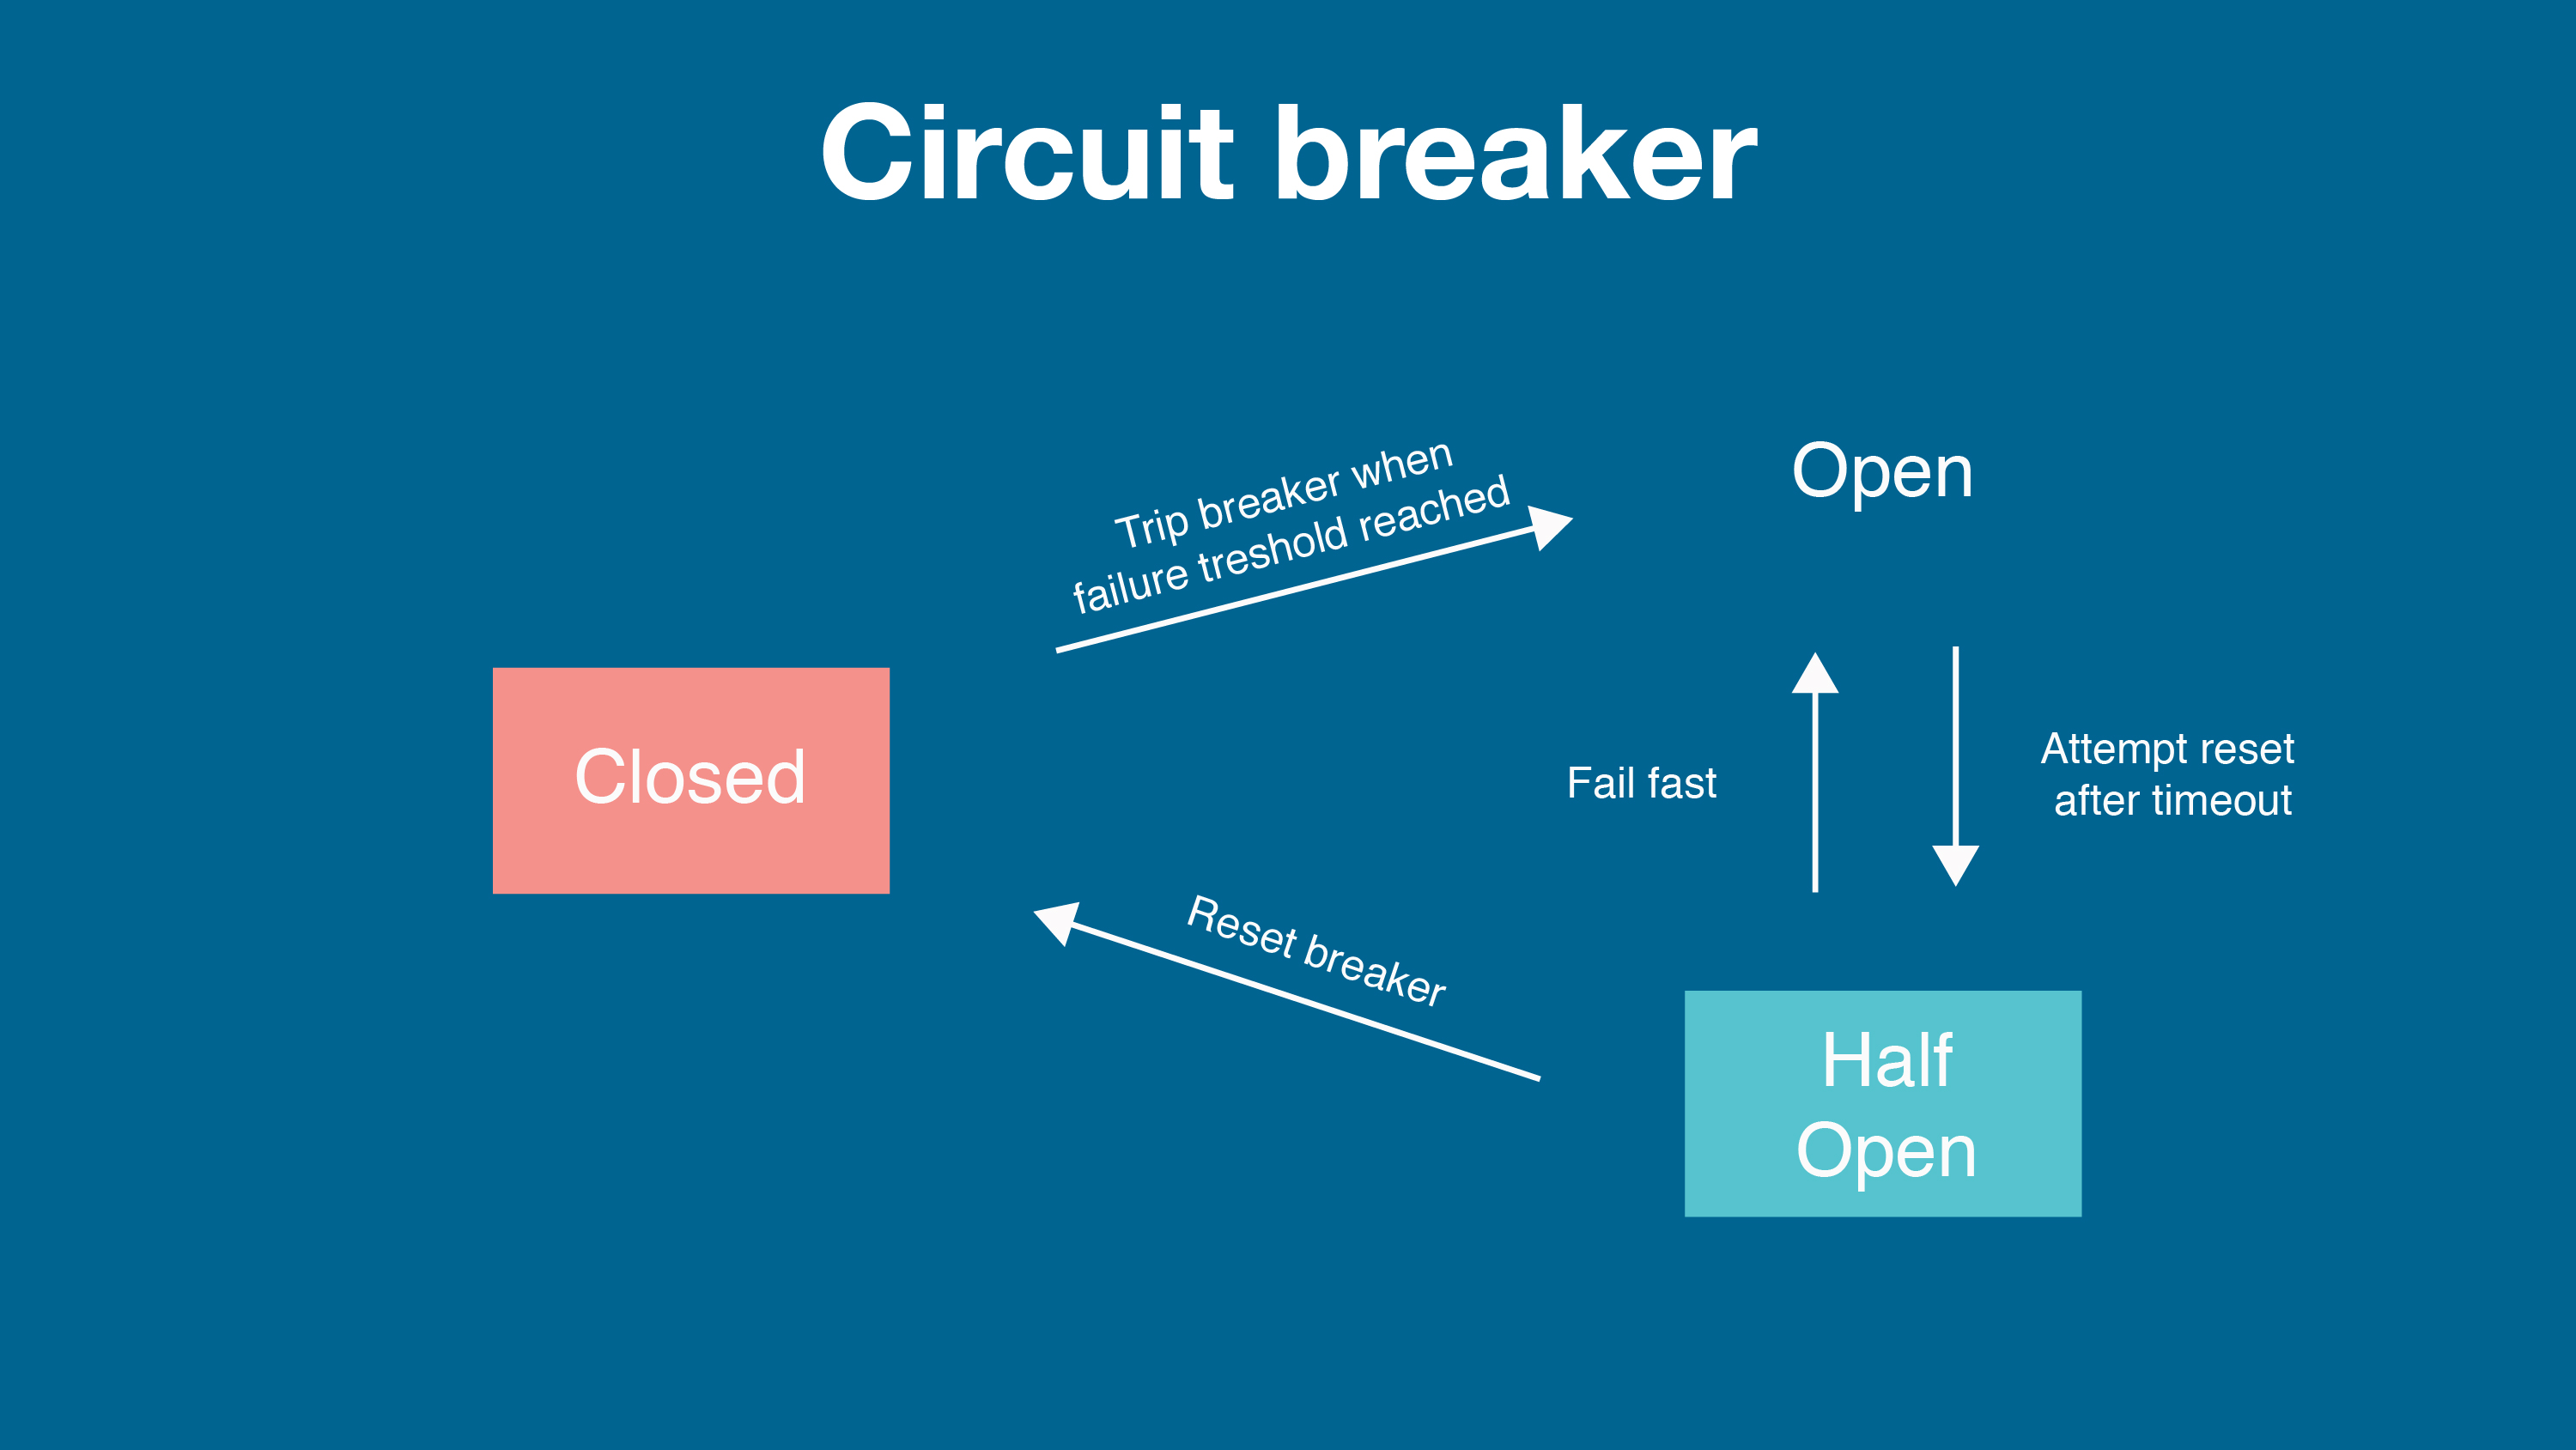 Circuit breaker
Trip breaker when
failure treshold reached
Open
Closed
Fail fast
Attempt reset
after timeout
Reset breaker
Half
Open